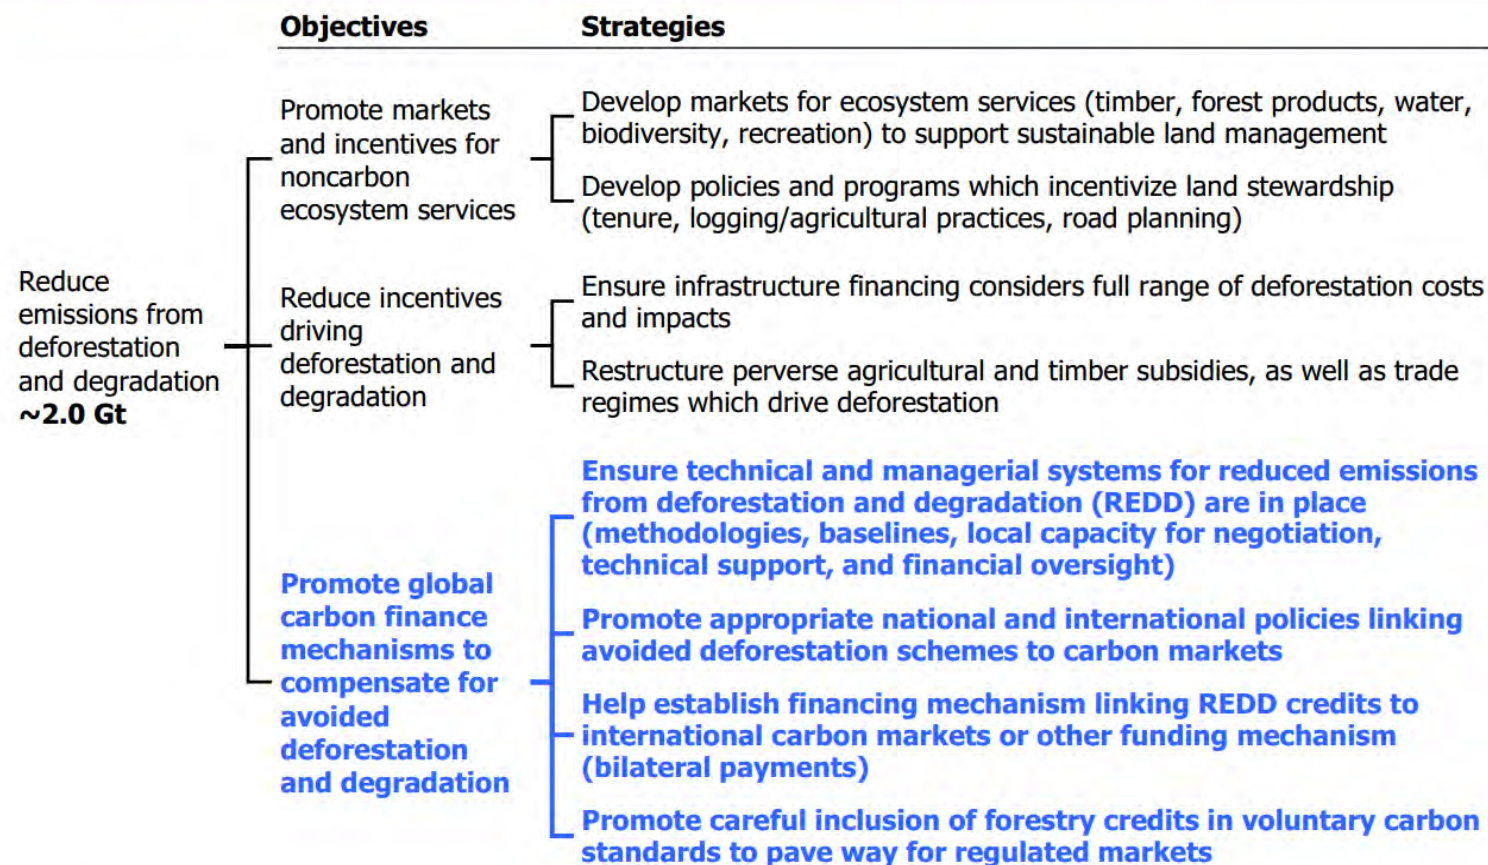 Objectives
Strategies
Reduce
emissions from
deforestation
and degradation
~2.0 Gt
Promote markets
and incentives for
noncarbon
ecosystem services
Develop markets for ecosystem services (timber, forest products, water,
biodiversity, recreation) to support sustainable land management
Develop policies and programs which incentivize land stewardship
(tenure, logging/agricultural practices, road planning)
Reduce incentives
driving
deforestation and
degradation
Ensure infrastructure financing considers full range of deforestation costs
and impacts
Restructure perverse agricultural and timber subsidies, as well as trade
regimes which drive deforestation
Promote global
carbon finance
mechanisms to
compensate for
avoided
deforestation
and degradation
Ensure technical and managerial systems for reduced emissions
from deforestation and degradation (REDD) are in place
(methodologies, baselines, local capacity for negotiation,
technical support, and financial oversight)
Promote appropriate national and international policies linking
avoided deforestation schemes to carbon markets
Help establish financing mechanism linking REDD credits to
international carbon markets or other funding mechanism
(bilateral payments)
Promote careful inclusion of forestry credits in voluntary carbon
standards to pave way for regulated markets